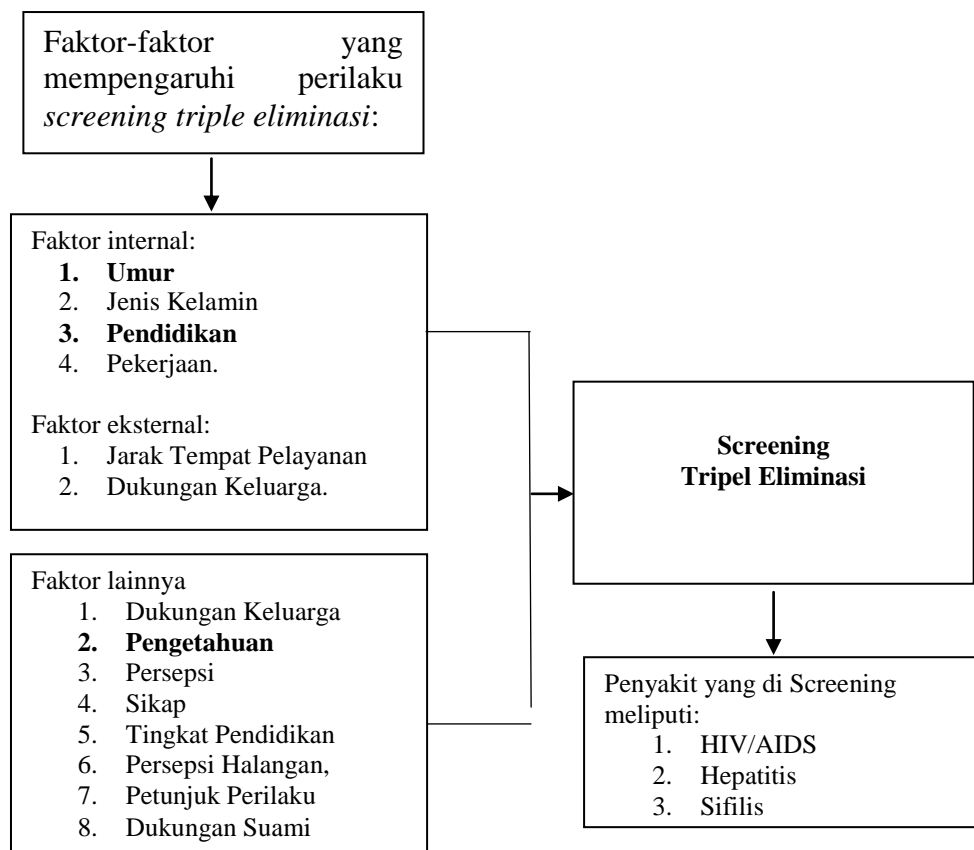 Faktor-faktor yang
mempengaruhi perilaku
screening triple eliminasi:
Faktor internal:
1. Umur
2. Jenis Kelamin
3. Pendidikan
4. Pekerjaan.
Faktor eksternal:
1. Jarak Tempat Pelayanan
2. Dukungan Keluarga.
Faktor lainnya
1. Dukungan Keluarga
2. Pengetahuan
3. Persepsi
4. Sikap
5. Tingkat Pendidikan
6. Persepsi Halangan,
7. Petunjuk Perilaku
8. Dukungan Suami
Screening
Tripel Eliminasi
Penyakit yang di Screening
meliputi:
1. HIV/AIDS
2. Hepatitis
3. Sifilis